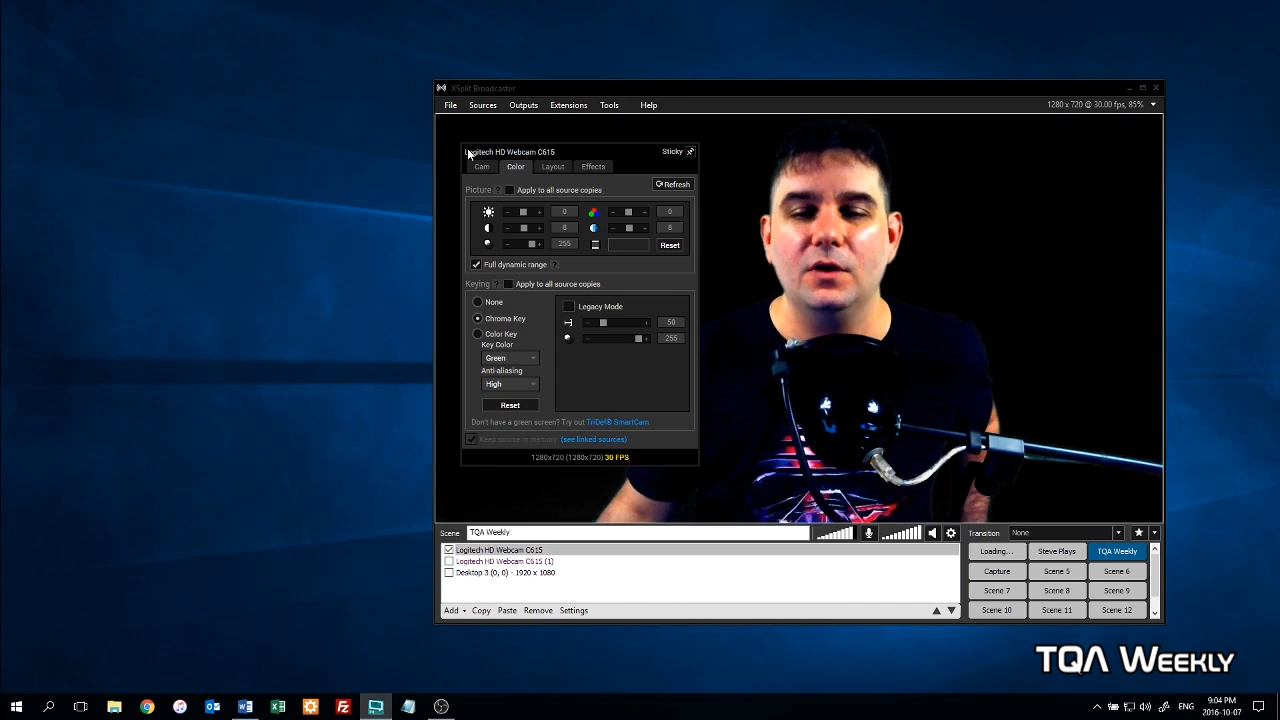 XSplit Broadcaster
File Sources Outputs Extensions Tools Help 1280 x 720 @ 30.00 fps, 85%
Logitech HD Webcam C615 Sticky
Cam Color Layout Effects
Refresh
Picture ? Apply to all source copies
0 0
8 8
255 Reset
Full dynamic range ?
Keying ? Apply to all source copies
None Legacy Mode
Chroma Key 50
Color Key 255
Key Color
Green
Anti-aliasing
High
Reset
Don't have a green screen? Try out TriDef® SmartCam
Keep source in memory (see linked sources)
1280x720 (1280x720) 30 FPS
Scene TQA Weekly Transition None
Logitech HD Webcam C615
Logitech HD Webcam C615 (1)
Desktop 3 (0, 0) - 1920 x 1080
Add Copy Paste Remove Settings
Loading... Steve Plays TQA Weekly
Capture Scene 5 Scene 6
Scene 7 Scene 8 Scene 9
Scene 10 Scene 11 Scene 12
TQA Weekly
ENG 9:04 PM
2016-10-07